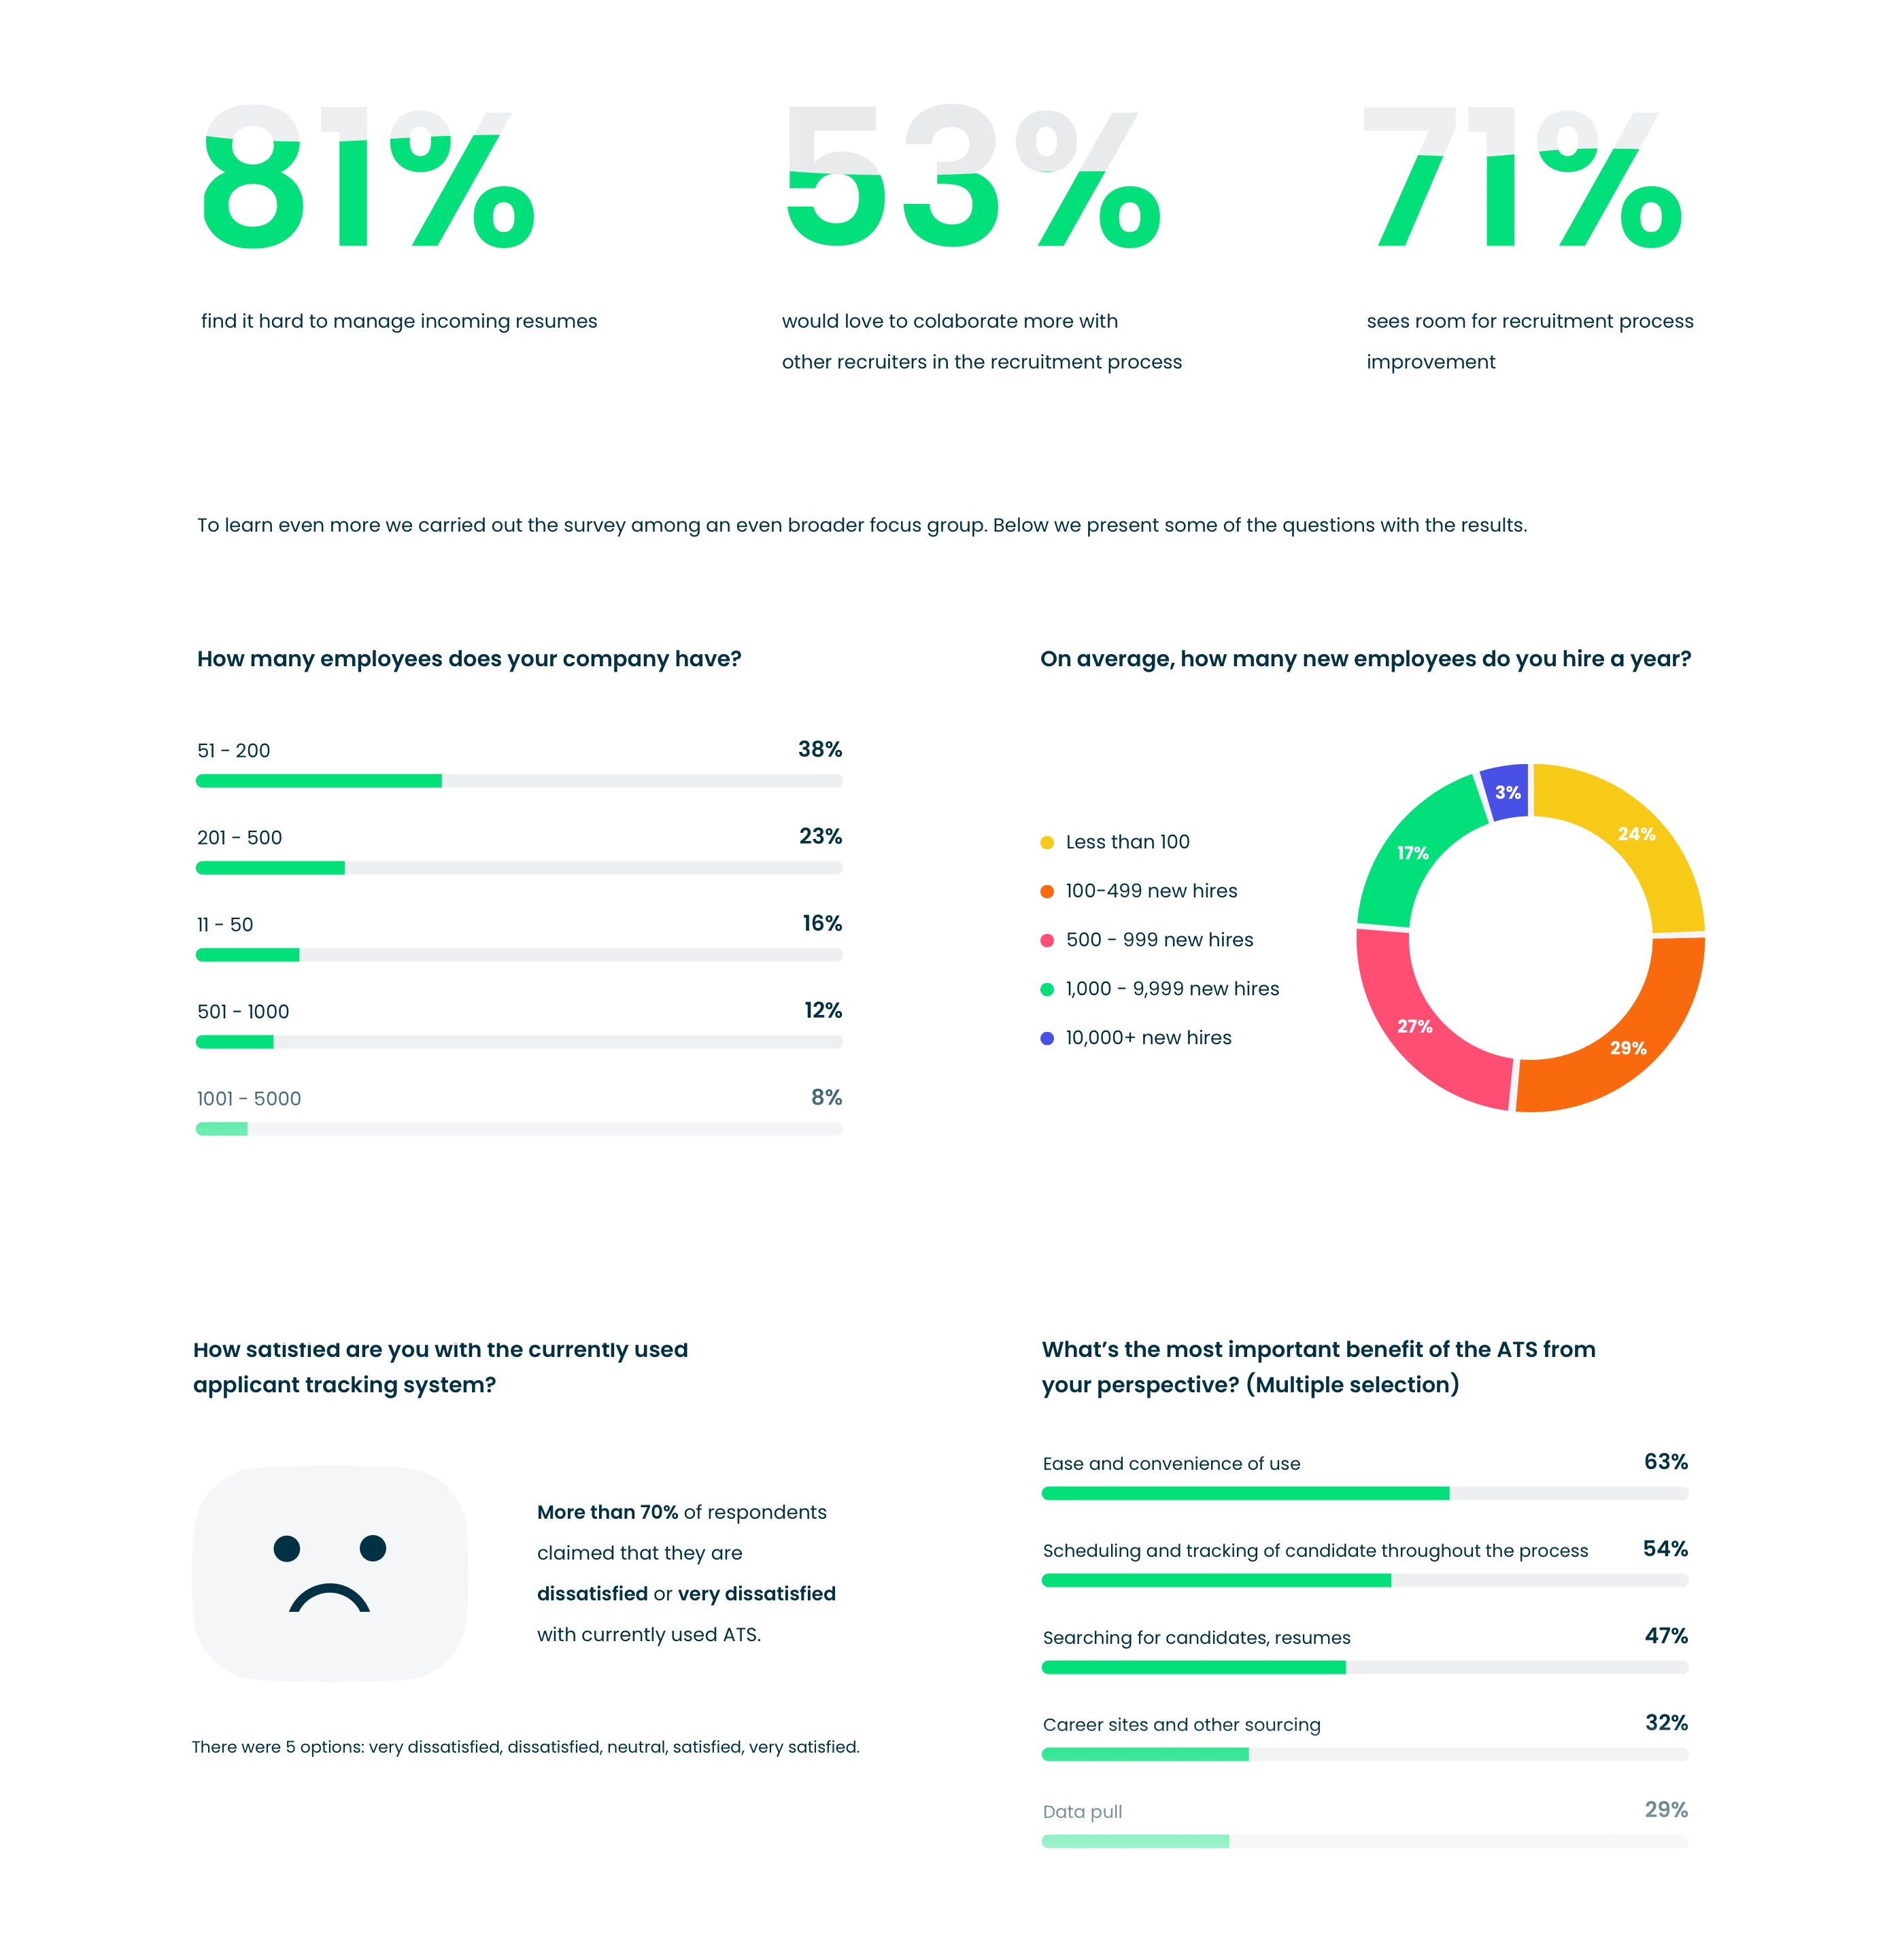 81%
find it hard to manage incoming resumes
53%
would love to colaborate more with
other recruiters in the recruitment process
71%
sees room for recruitment process
improvement
To learn even more we carried out the survey among an even broader focus group. Below we present some of the questions with the results.
How many employees does your company have?
51 - 200
38%
201 - 500
23%
11 - 50
16%
501 - 1000
12%
1001 - 5000
8%
On average, how many new employees do you hire a year?
Less than 100
100-499 new hires
500 - 999 new hires
1,000 - 9,999 new hires
10,000+ new hires
3%
24%
17%
27%
29%
How satisfied are you with the currently used
applicant tracking system?
More than 70% of respondents
claimed that they are
dissatisfied or very dissatisfied
with currently used ATS.
There were 5 options: very dissatisfied, dissatisfied, neutral, satisfied, very satisfied.
What’s the most important benefit of the ATS from
your perspective? (Multiple selection)
Ease and convenience of use
63%
Scheduling and tracking of candidate throughout the process
54%
Searching for candidates, resumes
47%
Career sites and other sourcing
32%
Data pull
29%